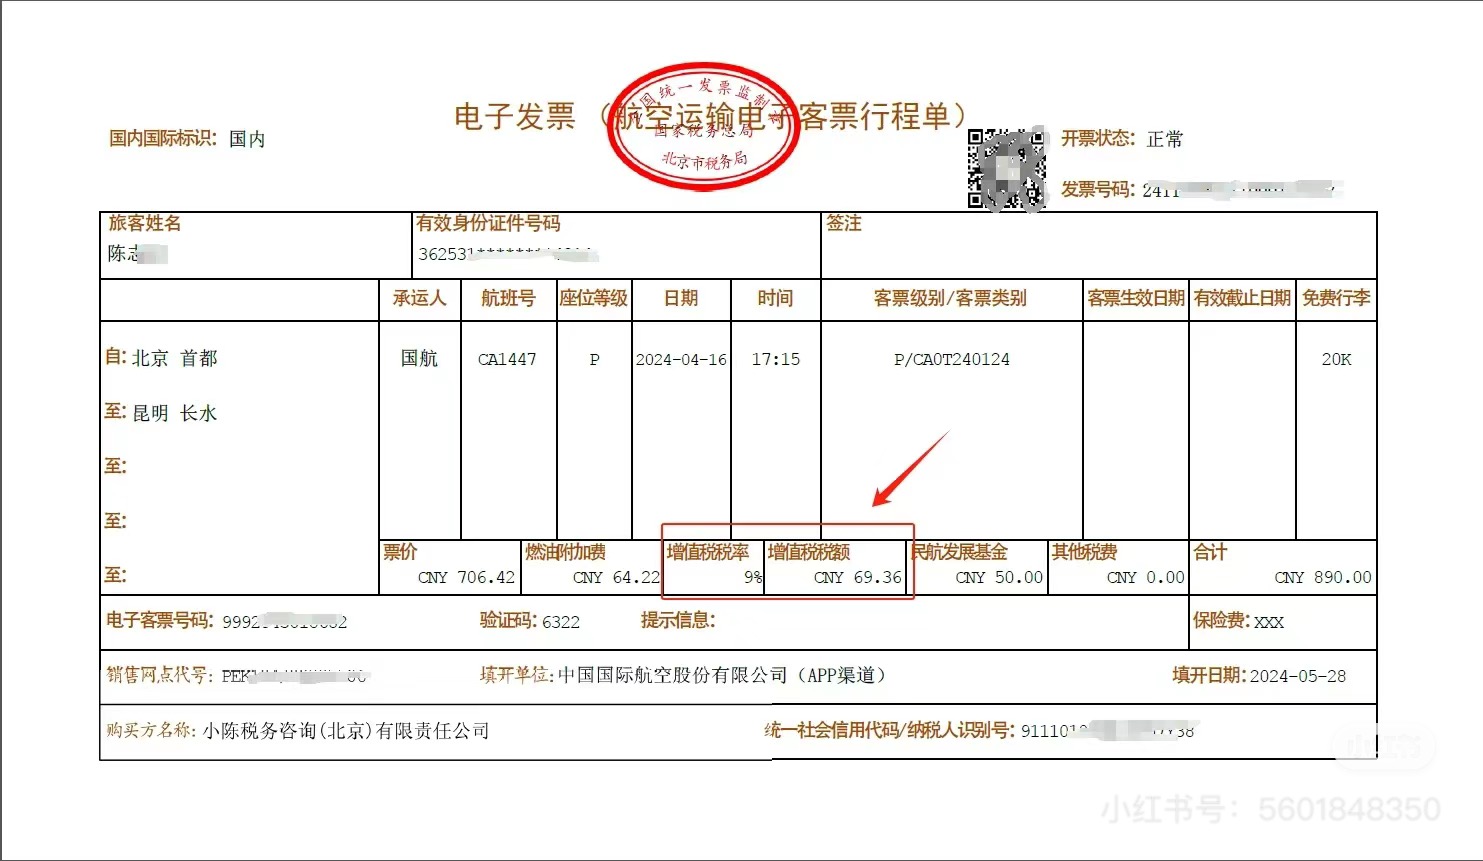 电子发票（航空运输电子客票行程单）
国统一发票监制
国家税务总局
北京市税务局
国内国际标识：国内
开票状态：正常
发票号码：2411
旅客姓名 有效身份证件号码 签注
陈志 362531*******
承运人 航班号 座位等级 日期 时间 客票级别/客票类别 客票生效日期 有效截止日期 免费行李
自：北京 首都 国航 CA1447 P 2024-04-16 17:15 P/CAOT240124 20K
至：昆明 长水
至：
至：
至：
票价 燃油附加费 增值税税率 增值税税额 民航发展基金 其他税费 合计
CNY 706.42 CNY 64.22 9% CNY 69.36 CNY 50.00 CNY 0.00 CNY 890.00
电子客票号码：9992 验证码：6322 提示信息： 保险费：XXX
销售网点代号：PEK 填开单位：中国国际航空股份有限公司（APP渠道） 填开日期：2024-05-28
购买方名称：小陈税务咨询(北京)有限责任公司 统一社会信用代码/纳税人识别号：91110
小红书
小红书号：5601848350